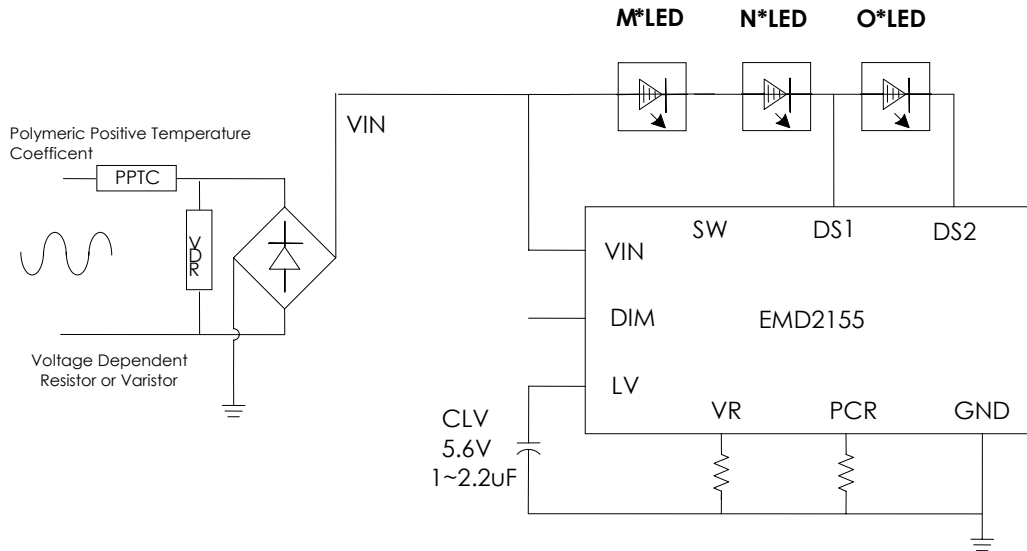 M*LED N*LED O*LED
VIN
Polymeric Positive Temperature
Coefficent
PPTC
VDR
Voltage Dependent
Resistor or Varistor
SW DS1 DS2
VIN
DIM EMD2155
LV
VR PCR GND
CLV
5.6V
1~2.2uF